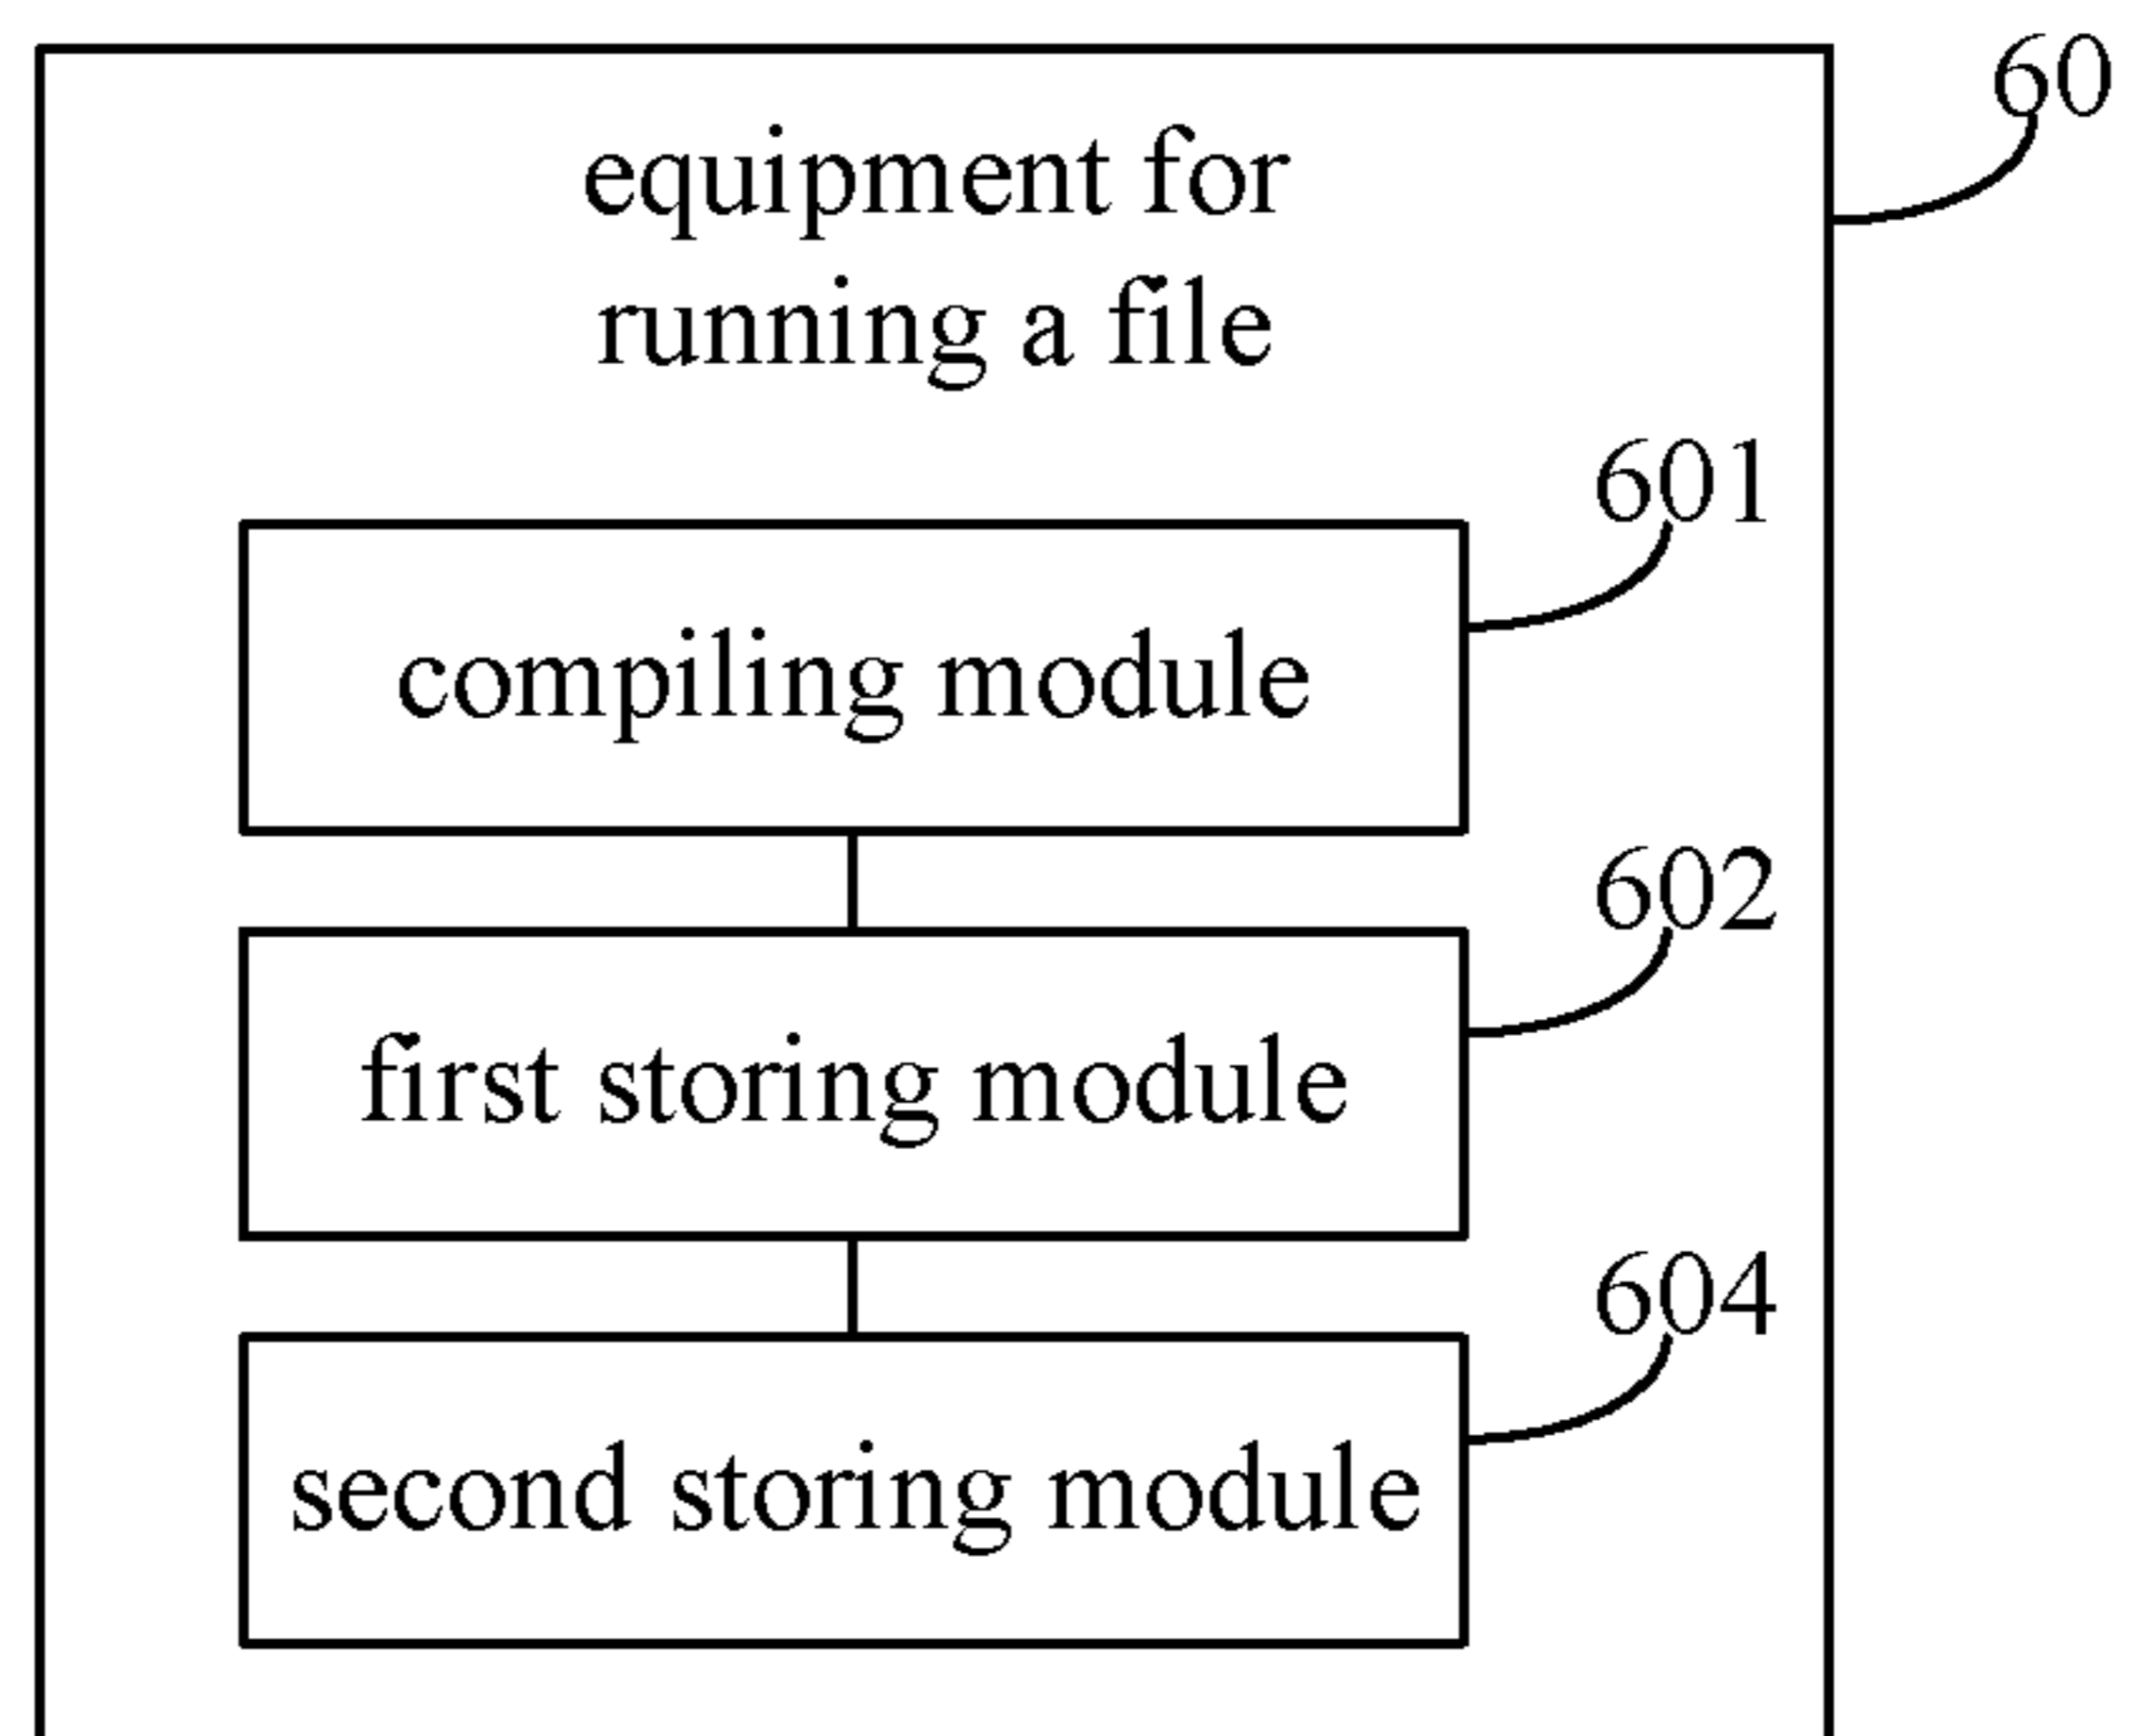 60
equipment for
running a file
601
compiling module
602
first storing module
604
second storing module